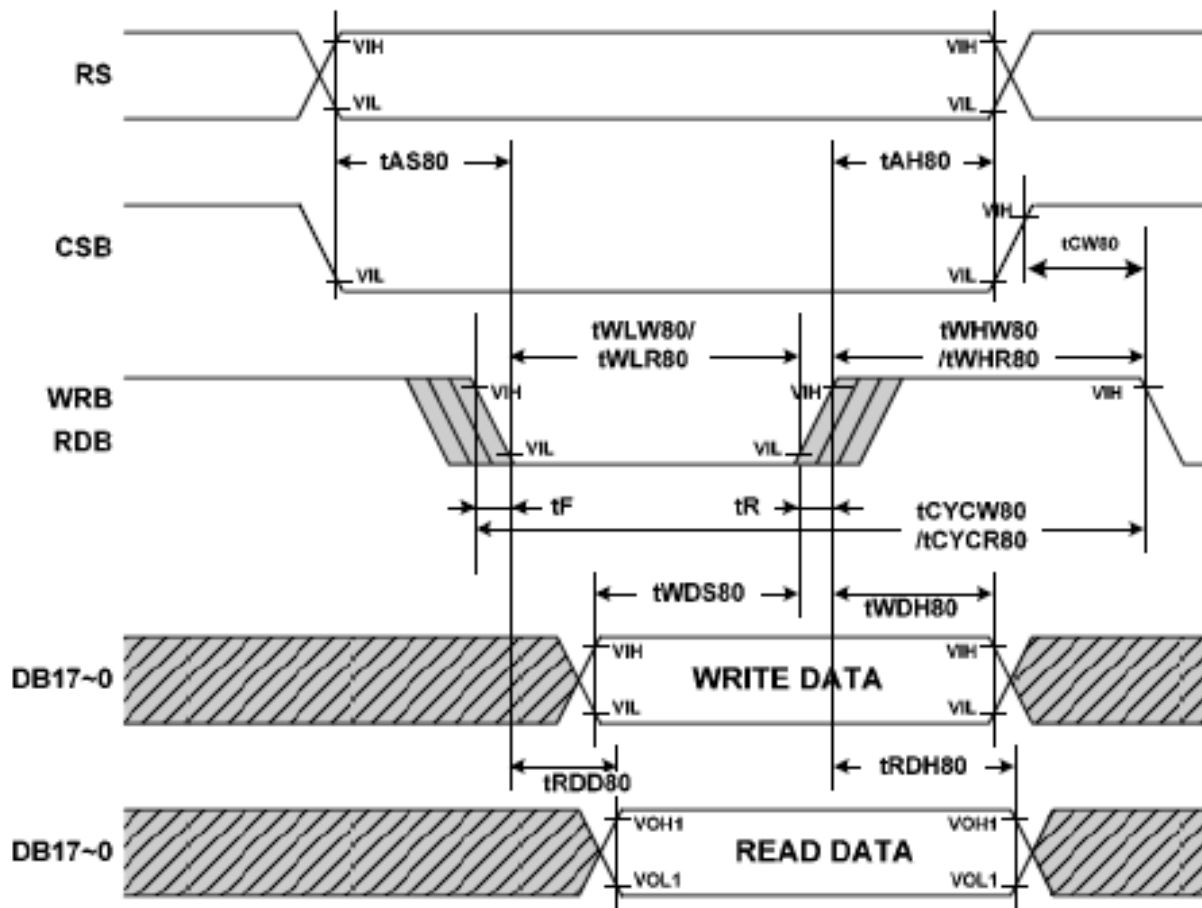 VIH VIH
RS
VIL VIL
tAS80 tAH80
VIH
CSB tCW80
VIL VIL
tWLW80/ tWHW80
tWLR80 /tWHR80
WRB VIH VIH VIH
RDB VIL VIL
tF tR tCYCW80
/tCYCR80
tWDS80 tWDH80
VIH VIH
DB17~0 WRITE DATA
VIL VIL
tRDD80 tRDH80
VOH1 VOH1
DB17~0 READ DATA
VOL1 VOL1